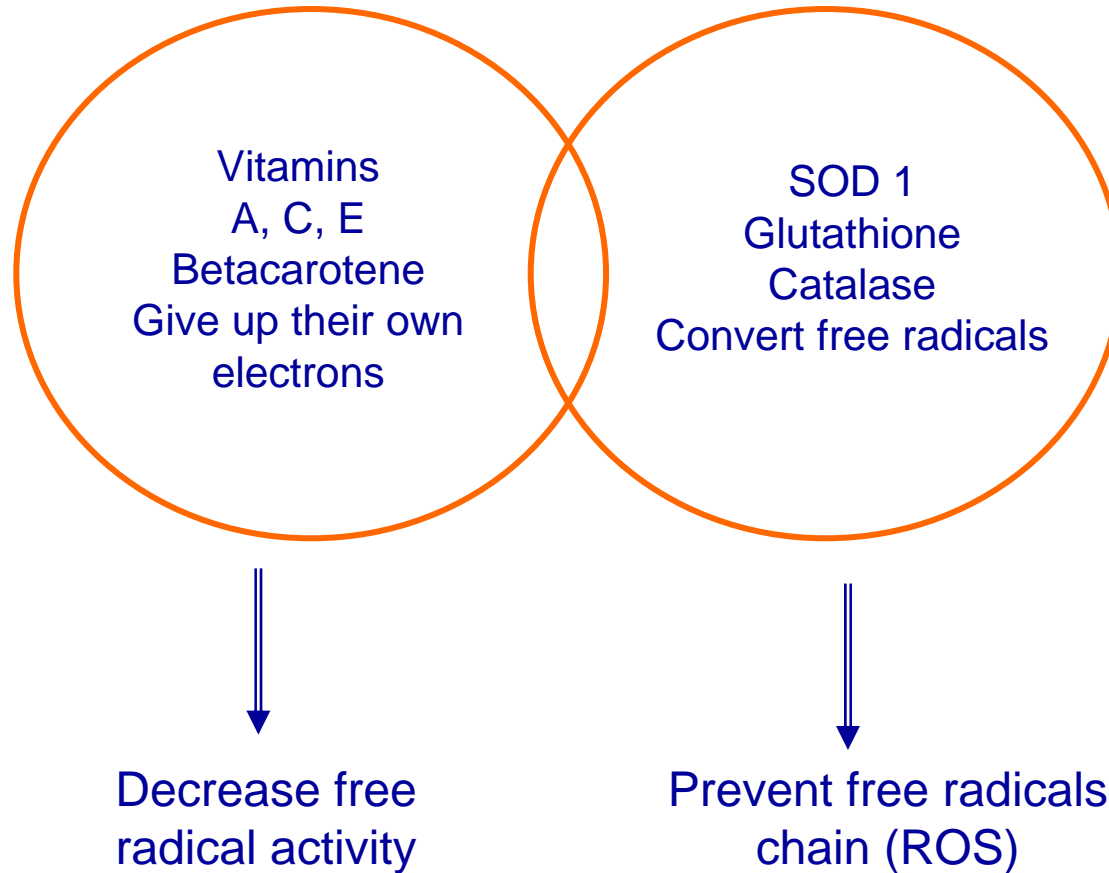 Vitamins
A, C, E
Betacarotene
Give up their own
electrons
SOD 1
Glutathione
Catalase
Convert free radicals
Decrease free
radical activity
Prevent free radicals
chain (ROS)